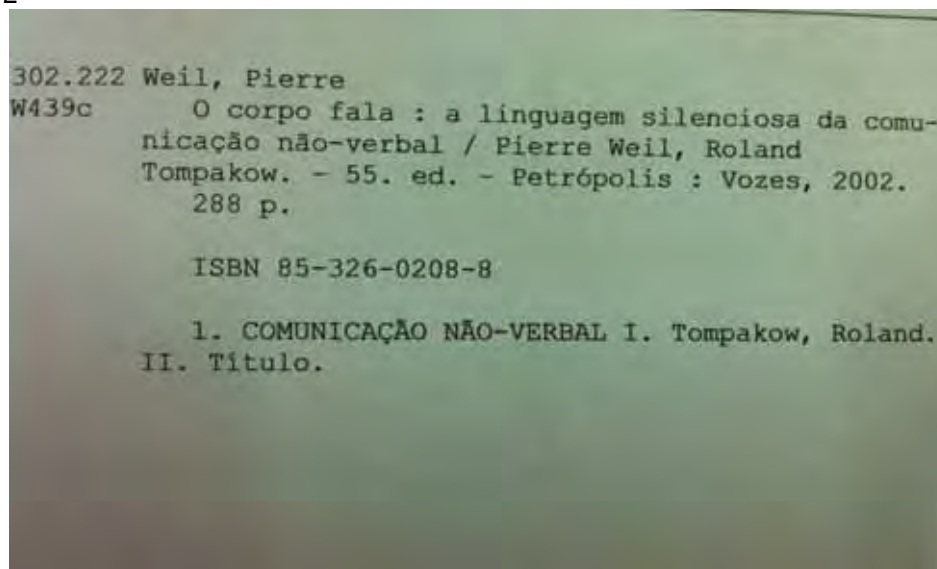 302.222 Weil, Pierre
W439c O corpo fala : a linguagem silenciosa da comu-
nicação não-verbal / Pierre Weil, Roland
Tompakow. - 55. ed. - Petrópolis : Vozes, 2002.
288 p.
ISBN 85-326-0208-8
1. COMUNICAÇÃO NÃO-VERBAL I. Tompakow, Roland.
II. Título.